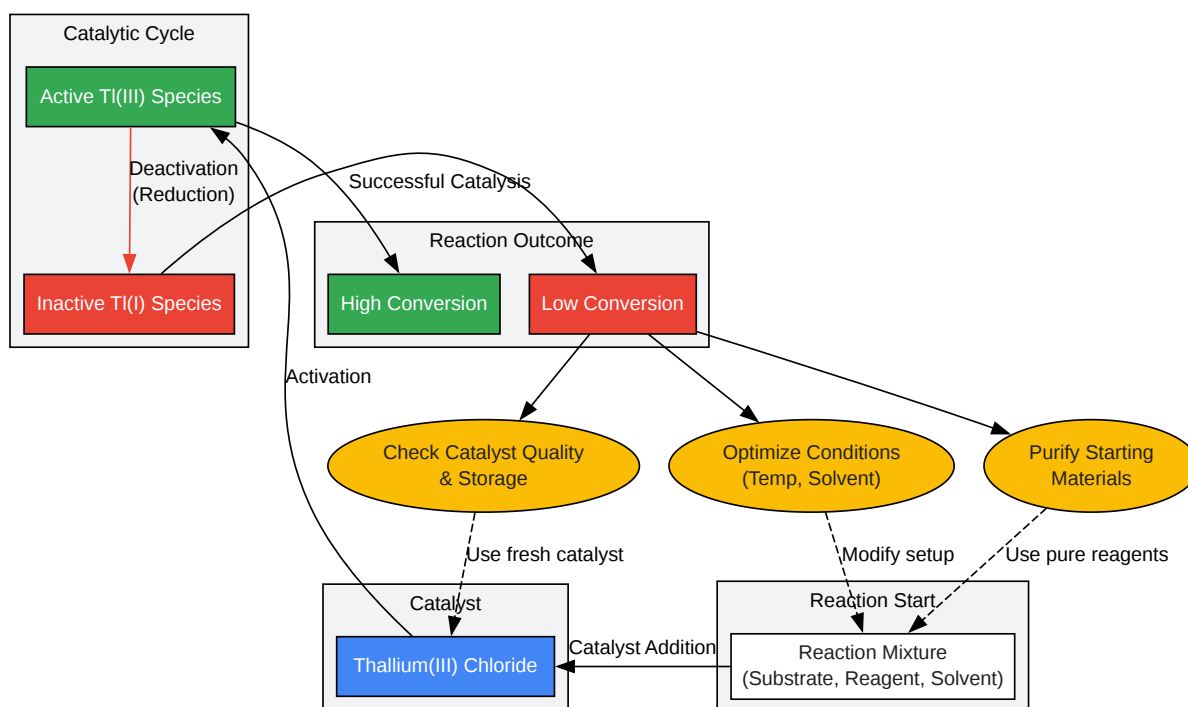 Catalytic Cycle
Active Tl(III) Species
Deactivation
(Reduction)
Successful Catalysis
Reaction Outcome
Inactive Tl(I) Species
High Conversion
Low Conversion
Activation
Check Catalyst Quality
& Storage
Optimize Conditions
(Temp, Solvent)
Purify Starting
Materials
Use fresh catalyst
Modify setup
Use pure reagents
Catalyst
Reaction Start
Thallium(III) Chloride
Catalyst Addition
Reaction Mixture
(Substrate, Reagent, Solvent)